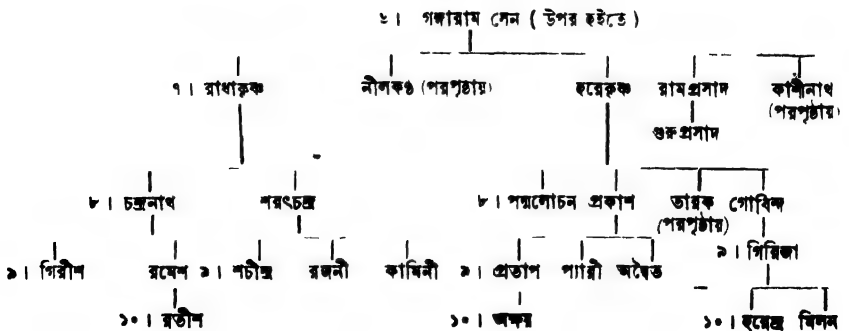 ৬। গঙ্গারাম সেন ( উপর হইতে )
৭। রাধাকৃষ্ণ নীলকণ্ঠ (পরপৃষ্ঠায়) হরেকৃষ্ণ রামপ্রসাদ কাশীনাথ
(পরপৃষ্ঠায়)
গুরুপ্রসাদ
৮। চন্দ্রনাথ শরৎচন্দ্র ৮। পদ্মলোচন প্রকাশ তারক গোবিন্দ
(পরপৃষ্ঠায়)
৯। গিরীশ রমেশ ৯। শচীন্দ্র রজনী কামিনী ৯। প্রতাপ প্যারী অদ্বৈত ৯। গিরিজা
১০। রতীশ ১০। অক্ষয় ১০। হরেন্দ্র মিলন